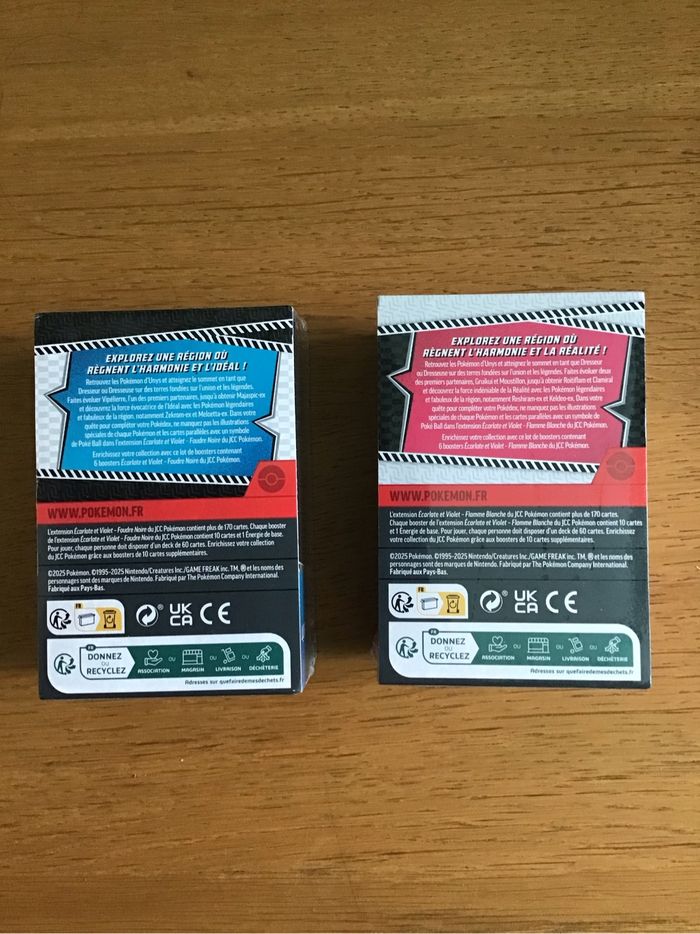 EXPLOREZ UNE RÉGION OÙ
RÈGNENT L'HARMONIE ET L'IDÉAL !
Retrouvez les Pokémon d'Unys et atteignez le sommet en tant que
Dresseur ou Dresseuse sur des terres fondées sur l'union et les légendes.
Faites évoluer Vipélierre, l'un des premiers partenaires, jusqu'à obtenir Majaspic-ex
et découvrez la force évocatrice de l'Idéal avec les Pokémon légendaires
et fabuleux de la région, notamment Zekrom-ex et Meloetta-ex. Dans votre
quête pour compléter votre Pokédex, ne manquez pas les illustrations
spéciales de chaque Pokémon et les cartes parallèles avec un symbole
de Poké Ball dans l'extension Écarlate et Violet - Foudre Noire du JCC Pokémon.
Enrichissez votre collection avec ce lot de boosters contenant
6 boosters Écarlate et Violet - Foudre Noire du JCC Pokémon.
WWW.POKEMON.FR
L'extension Écarlate et Violet - Foudre Noire du JCC Pokémon contient plus de 170 cartes. Chaque booster
de l'extension Écarlate et Violet - Foudre Noire du JCC Pokémon contient 10 cartes et 1 Énergie de base.
Pour jouer, chaque personne doit disposer d'un deck de 60 cartes. Enrichissez votre collection
du JCC Pokémon grâce aux boosters de 10 cartes supplémentaires.
©2025 Pokémon. ©1995-2025 Nintendo/Creatures Inc./GAME FREAK inc. TM, ® et les noms des
personnages sont des marques de Nintendo. Fabriqué par The Pokémon Company International.
Fabriqué aux Pays-Bas.
FR
UK
CA
CE
FR
DONNEZ
OU
RECYCLEZ
ASSOCIATION
OU
MAGASIN
OU
LIVRAISON
OU
DÉCHÈTERIE
Adresses sur quefairedemesdechets.fr
EXPLOREZ UNE RÉGION OÙ
RÈGNENT L'HARMONIE ET LA RÉALITÉ !
Retrouvez les Pokémon d'Unys et atteignez le sommet en tant que Dresseur
ou Dresseuse sur des terres fondées sur l'union et les légendes. Faites évoluer deux
des premiers partenaires, Gruikui et Moustillon, jusqu'à obtenir Roitiflam et Clamiral
et découvrez la force indéniable de la Réalité avec les Pokémon légendaires
et fabuleux de la région, notamment Reshiram-ex et Keldeo-ex. Dans votre
quête pour compléter votre Pokédex, ne manquez pas les illustrations
spéciales de chaque Pokémon et les cartes parallèles avec un symbole de
Poké Ball dans l'extension Écarlate et Violet - Flamme Blanche du JCC Pokémon.
Enrichissez votre collection avec ce lot de boosters contenant
6 boosters Écarlate et Violet - Flamme Blanche du JCC Pokémon.
WWW.POKEMON.FR
L'extension Écarlate et Violet - Flamme Blanche du JCC Pokémon contient plus de 170 cartes.
Chaque booster de l'extension Écarlate et Violet - Flamme Blanche du JCC Pokémon contient 10 cartes
et 1 Énergie de base. Pour jouer, chaque personne doit disposer d'un deck de 60 cartes. Enrichissez
votre collection du JCC Pokémon grâce aux boosters de 10 cartes supplémentaires.
©2025 Pokémon. ©1995-2025 Nintendo/Creatures Inc./GAME FREAK inc. TM, ® et les noms des
personnages sont des marques de Nintendo. Fabriqué par The Pokémon Company International.
Fabriqué aux Pays-Bas.
FR
UK
CA
CE
FR
DONNEZ
OU
RECYCLEZ
ASSOCIATION
OU
MAGASIN
OU
LIVRAISON
OU
DÉCHÈTERIE
Adresses sur quefairedemesdechets.fr